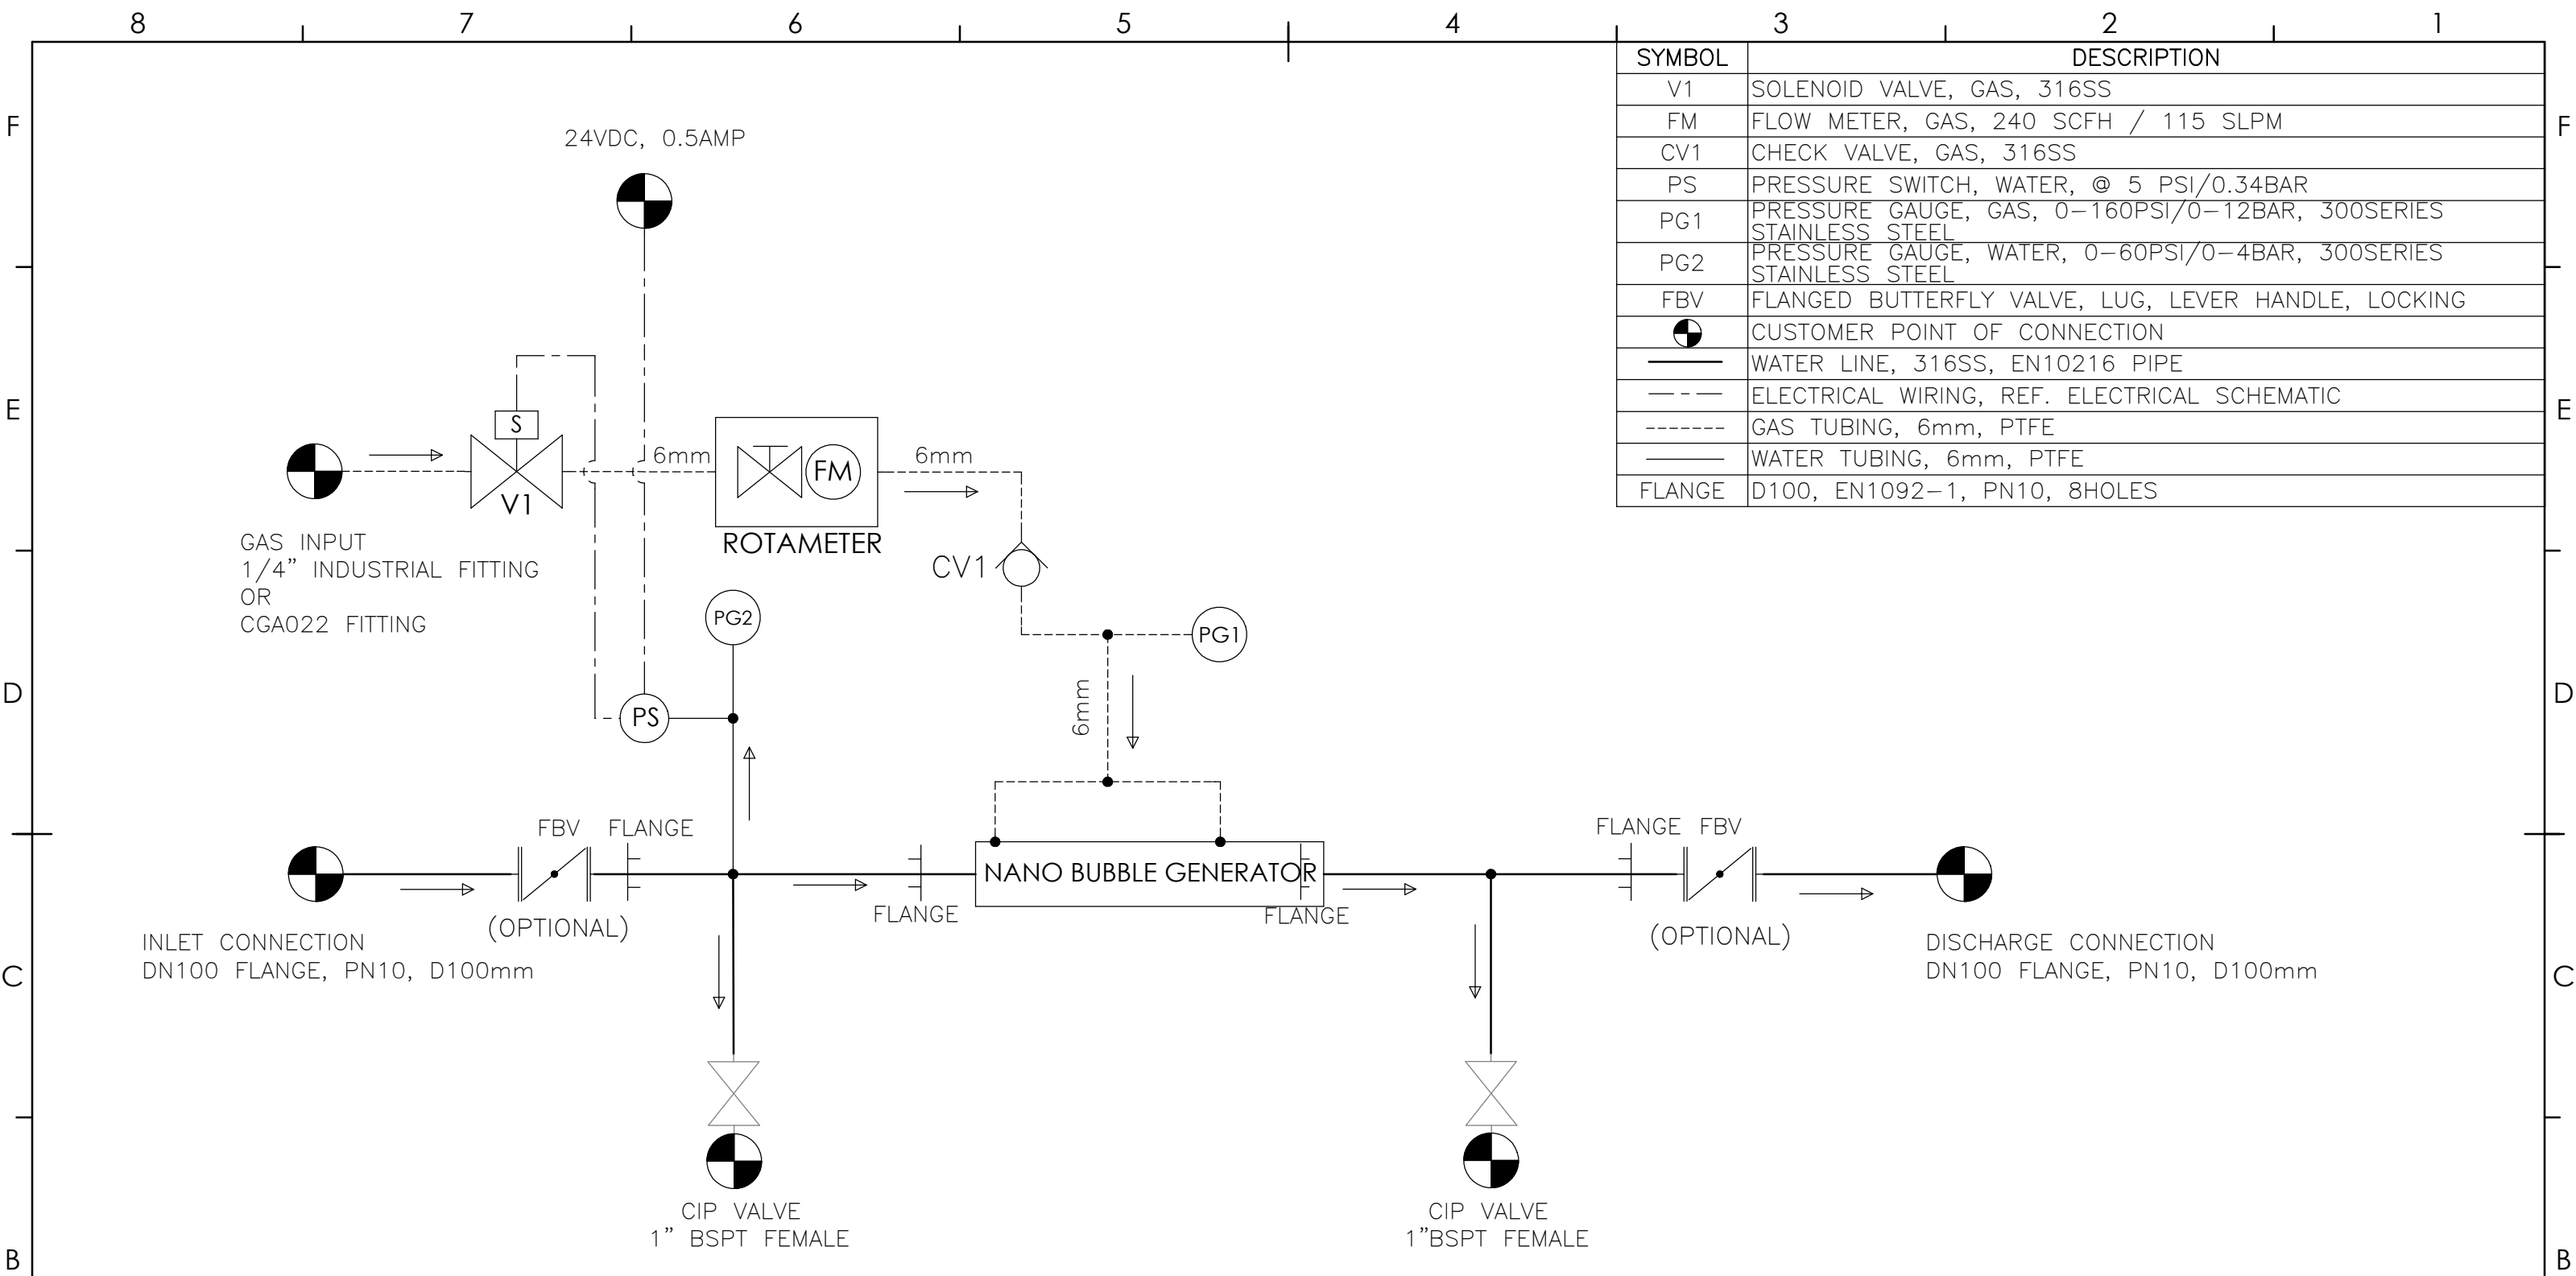 8 7 6 5 4 3 2 1
SYMBOL DESCRIPTION
V1 SOLENOID VALVE, GAS, 316SS
FM FLOW METER, GAS, 240 SCFH / 115 SLPM
CV1 CHECK VALVE, GAS, 316SS
PS PRESSURE SWITCH, WATER, @ 5 PSI/0.34BAR
PG1 PRESSURE GAUGE, GAS, 0-160PSI/0-12BAR, 300SERIES
STAINLESS STEEL
PG2 PRESSURE GAUGE, WATER, 0-60PSI/0-4BAR, 300SERIES
STAINLESS STEEL
FBV FLANGED BUTTERFLY VALVE, LUG, LEVER HANDLE, LOCKING
CUSTOMER POINT OF CONNECTION
WATER LINE, 316SS, EN10216 PIPE
ELECTRICAL WIRING, REF. ELECTRICAL SCHEMATIC
GAS TUBING, 6mm, PTFE
WATER TUBING, 6mm, PTFE
FLANGE D100, EN1092-1, PN10, 8HOLES
F F
24VDC, 0.5AMP
E E
S
V1
6mm
FM
6mm
ROTAMETER
GAS INPUT
1/4" INDUSTRIAL FITTING
OR
CGA022 FITTING
CV1
PG2
PG1
D D
PS
6mm
FBV FLANGE
FLANGE FBV
NANO BUBBLE GENERATOR
FLANGE
FLANGE
(OPTIONAL)
(OPTIONAL)
INLET CONNECTION
DN100 FLANGE, PN10, D100mm
DISCHARGE CONNECTION
DN100 FLANGE, PN10, D100mm
C C
CIP VALVE
1" BSPT FEMALE
CIP VALVE
1"BSPT FEMALE
B B